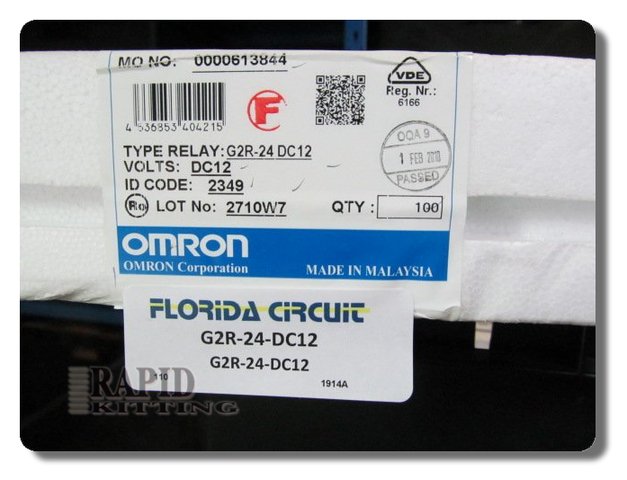 MO NO: 0000613844
VDE
Reg. Nr.:
6166
4 536853 404215
F
TYPE RELAY: G2R-24 DC12
VOLTS: DC12
ID CODE: 2349
LOT No: 2710W7
QTY : 100
OQA 9
1 FEB 2010
PASSED
OMRON
OMRON Corporation
MADE IN MALAYSIA
FLORIDA CIRCUIT
G2R-24-DC12
G2R-24-DC12
110
1914A
RAPID
KITTING